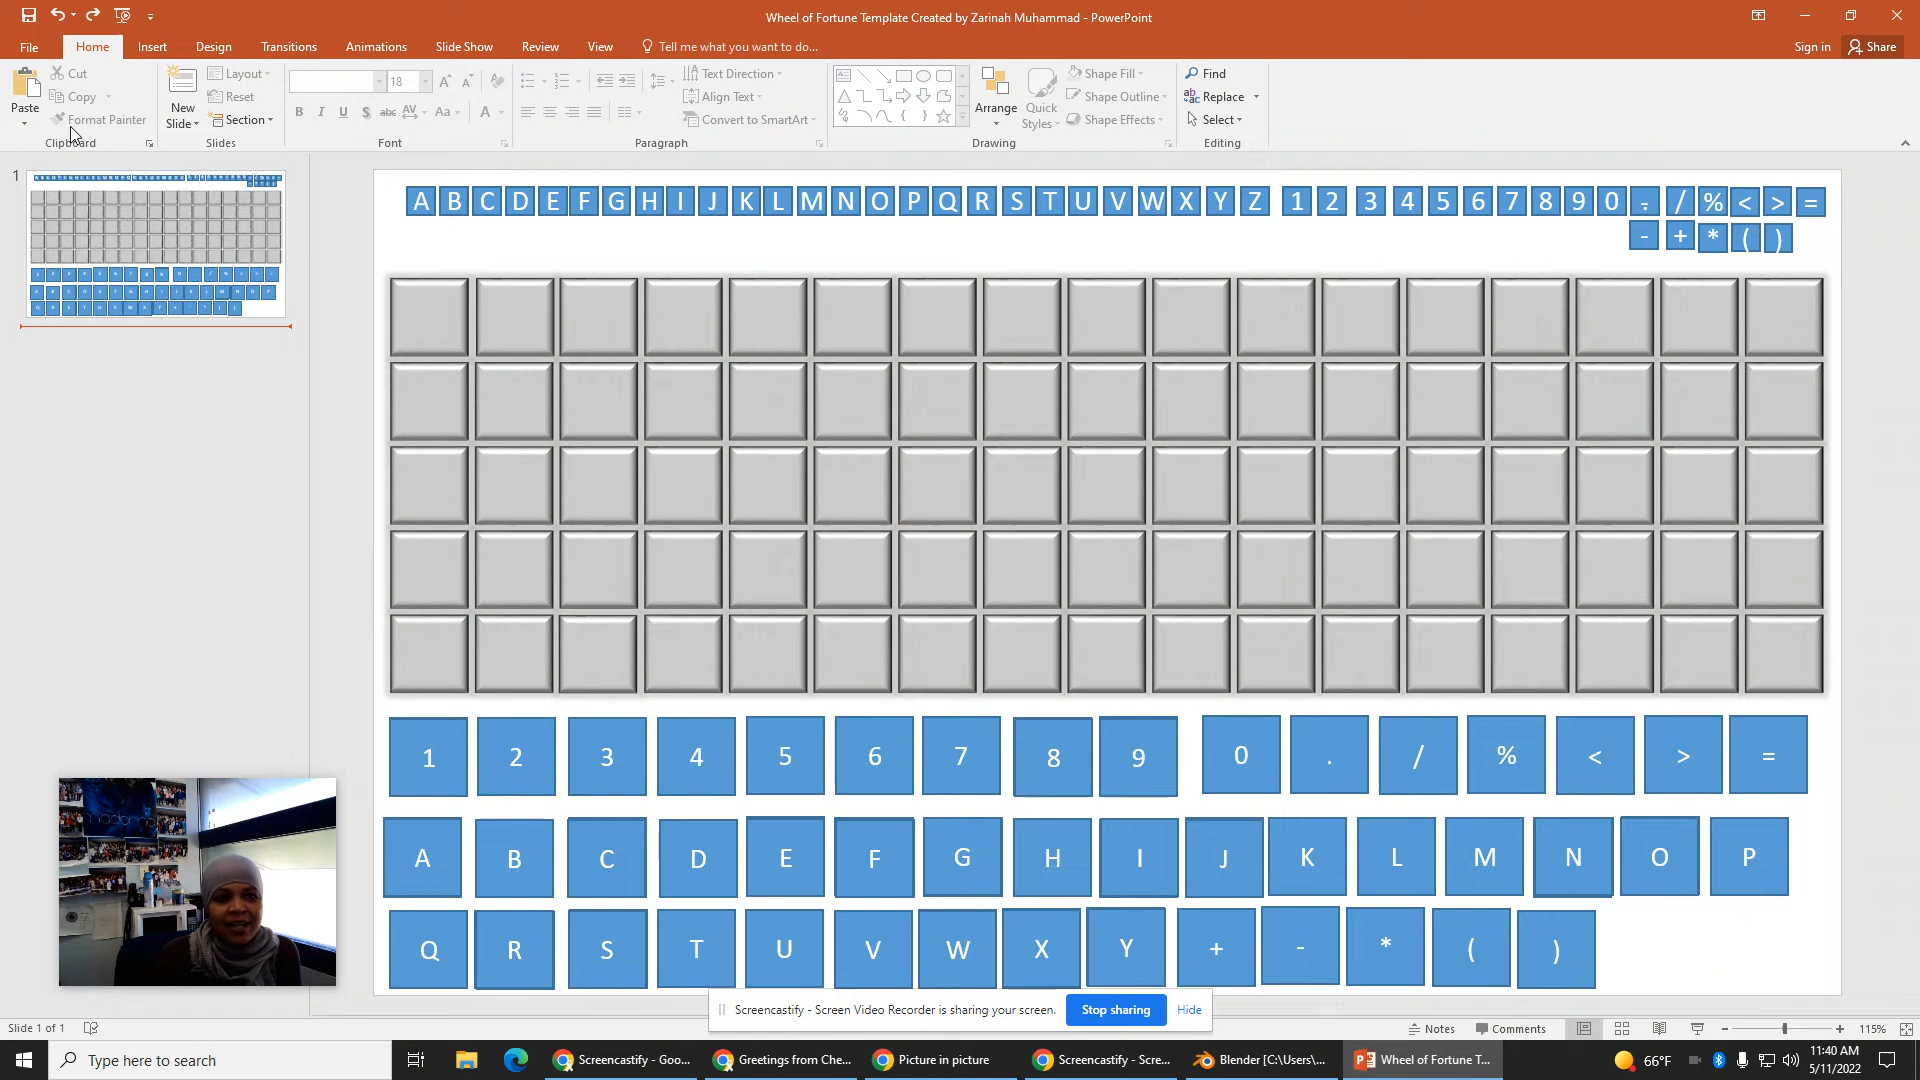 Wheel of Fortune Template Created by Zarinah Muhammad - PowerPoint
File Home Insert Design Transitions Animations Slide Show Review View Tell me what you want to do...
Sign in Share
Paste
Cut
Copy
Format Painter
Clipboard
New Slide
Layout
Reset
Section
Slides
18
B I U S abc AV Aa A
Font
Text Direction
Align Text
Convert to SmartArt
Paragraph
Arrange
Quick Styles
Shape Fill
Shape Outline
Shape Effects
Drawing
Find
Replace
Select
Editing
1
A B C D E F G H I J K L M N O P Q R S T U V W X Y Z 1 2 3 4 5 6 7 8 9 0 . / % < > =
- + * ( )
1 2 3 4 5 6 7 8 9 0 . / % < > =
A B C D E F G H I J K L M N O P
Q R S T U V W X Y + - * ( )
Screencastify - Screen Video Recorder is sharing your screen. Stop sharing Hide
Slide 1 of 1
Notes Comments 115%
Type here to search
Screencastify - Goo...
Greetings from Che...
Picture in picture
Screencastify - Scre...
Blender [C:\Users\...
Wheel of Fortune T...
66°F
11:40 AM
5/11/2022